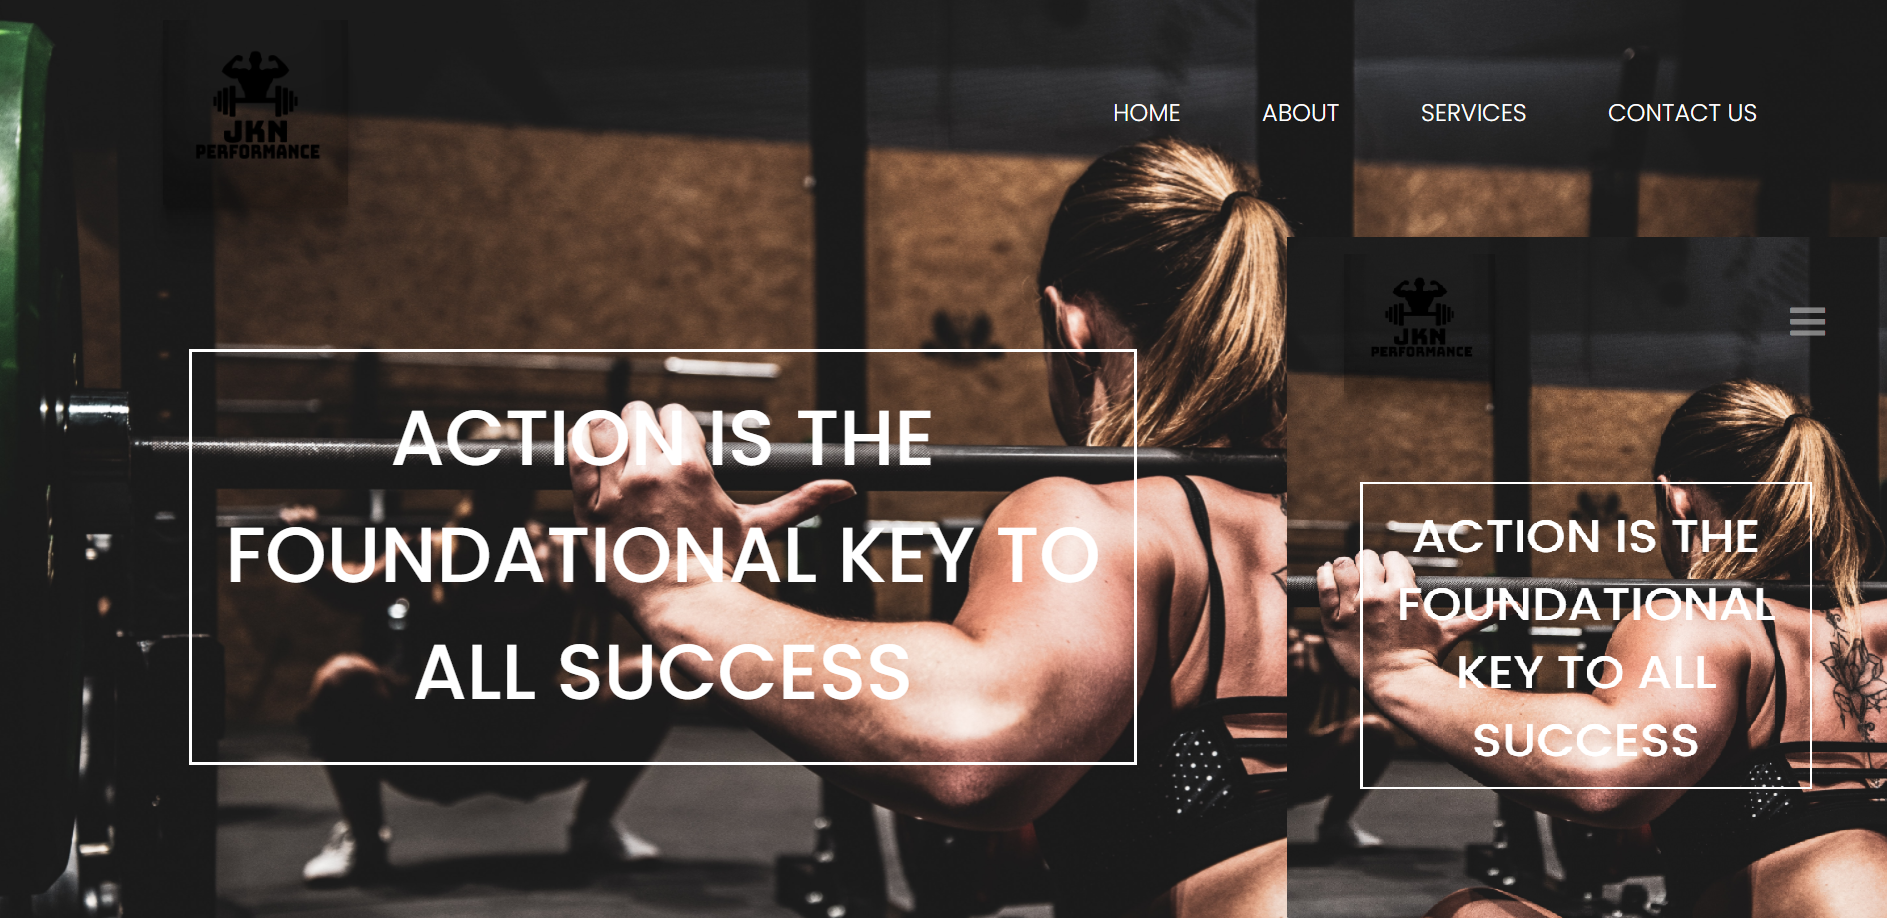 JKN
PERFORMANCE
HOME ABOUT SERVICES CONTACT US
ACTION IS THE
FOUNDATIONAL KEY TO
ALL SUCCESS
JKN
PERFORMANCE
ACTION IS THE
FOUNDATIONAL
KEY TO ALL
SUCCESS